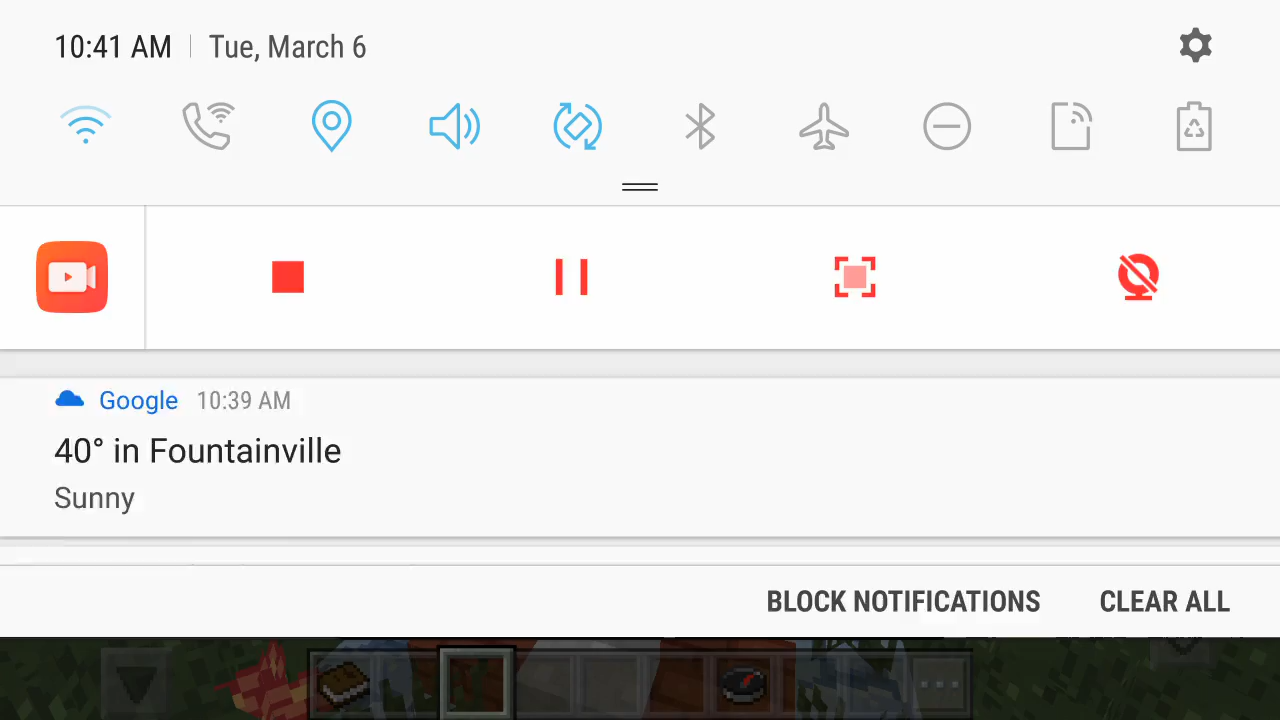 10:41 AM Tue, March 6
Google 10:39 AM
40° in Fountainville
Sunny
BLOCK NOTIFICATIONS CLEAR ALL